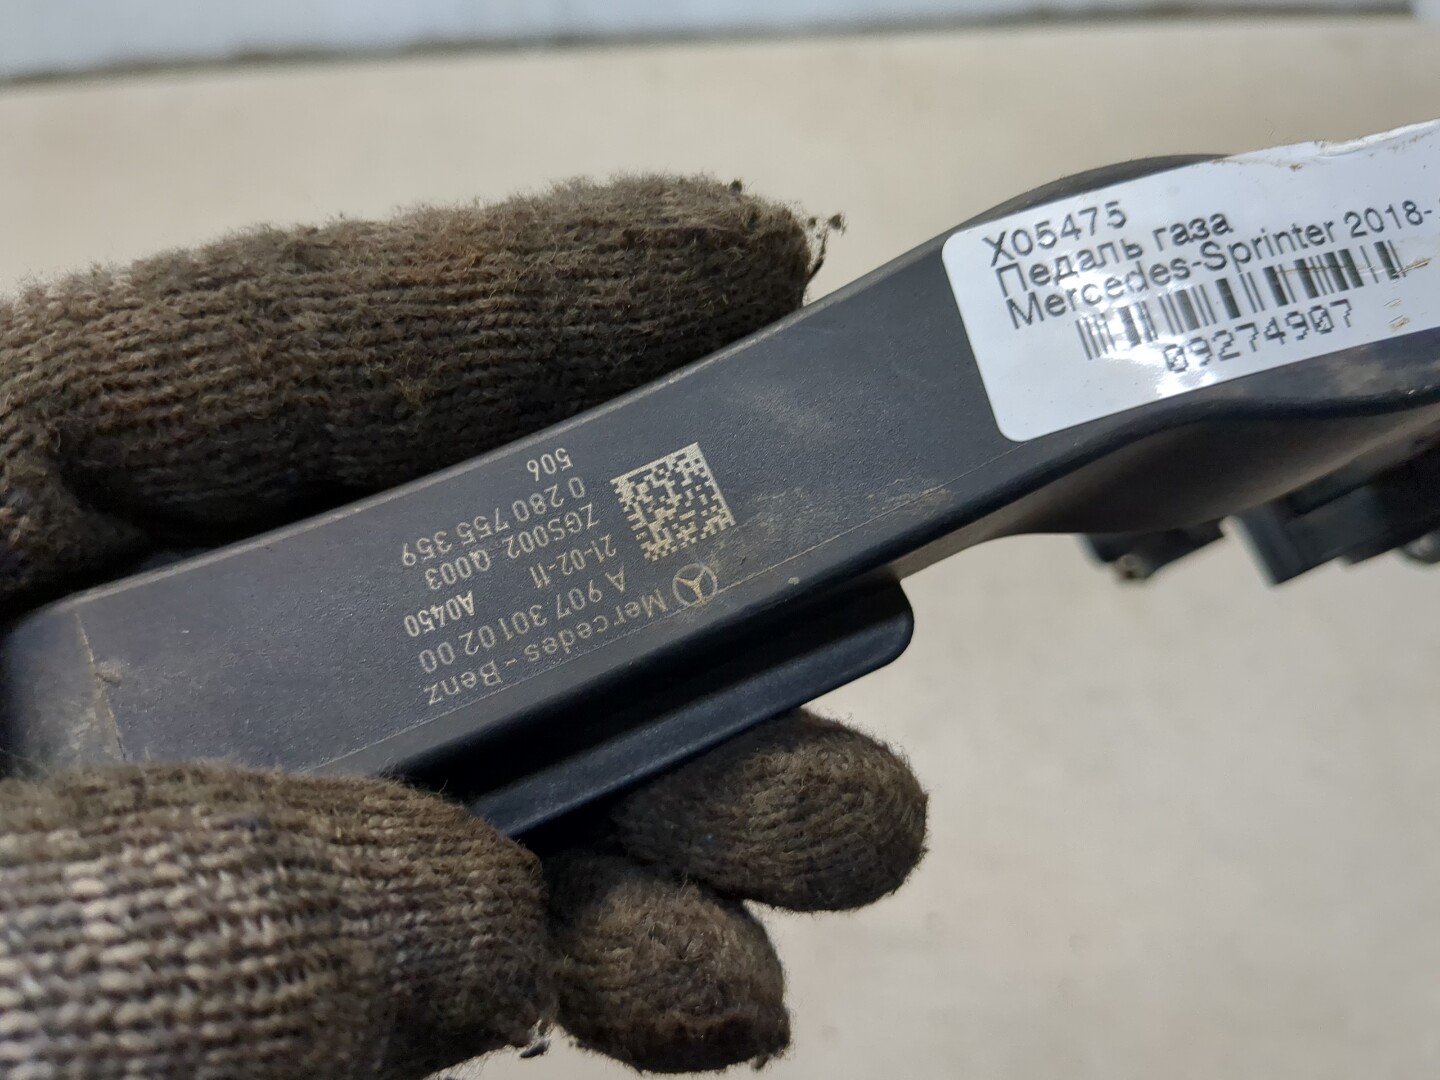 X05475
Педаль газа
Mercedes-Sprinter 2018-
09274907
Mercedes-Benz
A 907 301 02 00
21-02-11 A0450
ZGS002 Q003
0 280 755 359
506